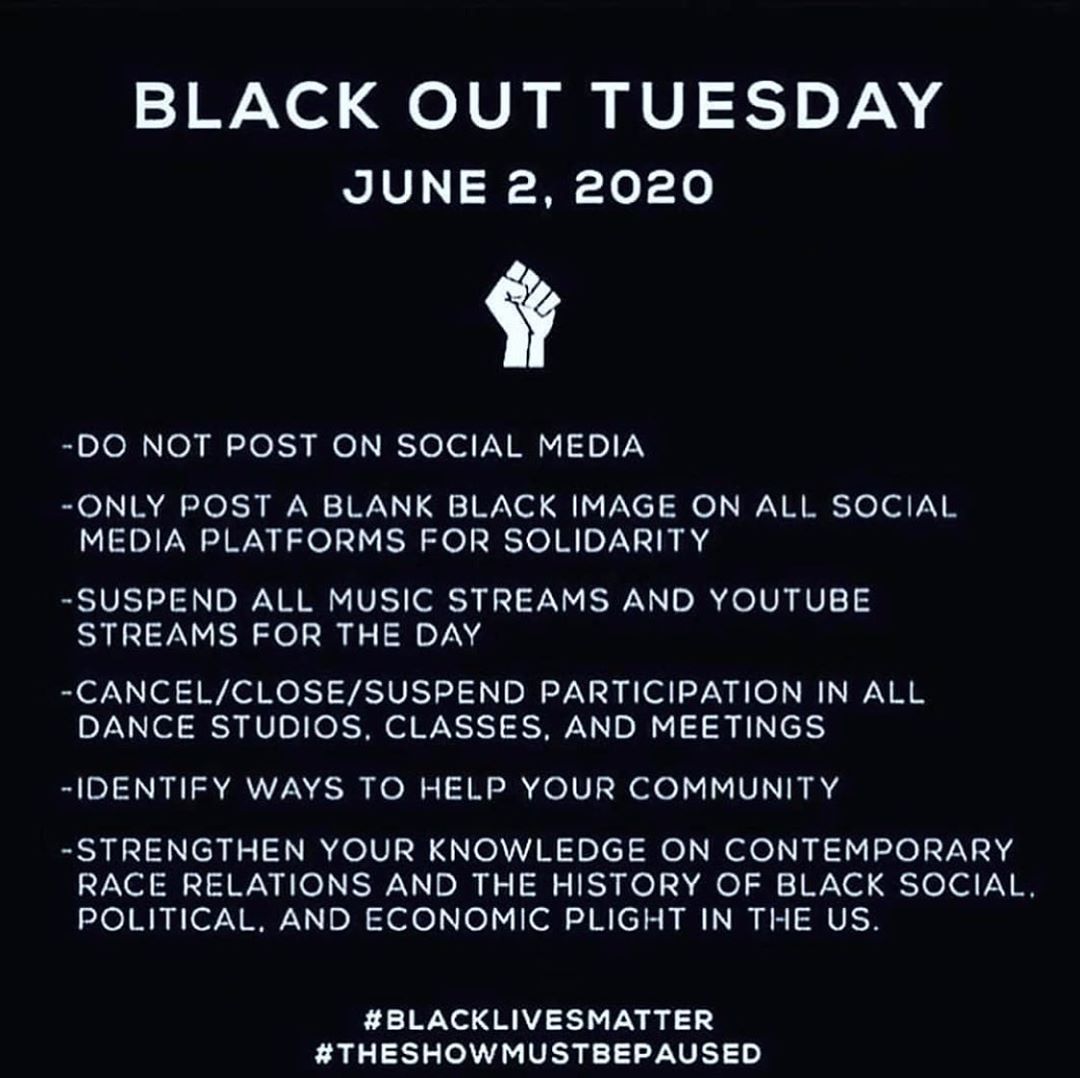 BLACK OUT TUESDAY
JUNE 2, 2020
-DO NOT POST ON SOCIAL MEDIA
-ONLY POST A BLANK BLACK IMAGE ON ALL SOCIAL
MEDIA PLATFORMS FOR SOLIDARITY
-SUSPEND ALL MUSIC STREAMS AND YOUTUBE
STREAMS FOR THE DAY
-CANCEL/CLOSE/SUSPEND PARTICIPATION IN ALL
DANCE STUDIOS, CLASSES, AND MEETINGS
-IDENTIFY WAYS TO HELP YOUR COMMUNITY
-STRENGTHEN YOUR KNOWLEDGE ON CONTEMPORARY
RACE RELATIONS AND THE HISTORY OF BLACK SOCIAL,
POLITICAL, AND ECONOMIC PLIGHT IN THE US.
#BLACKLIVESMATTER
#THESHOWMUSTBEPAUSED